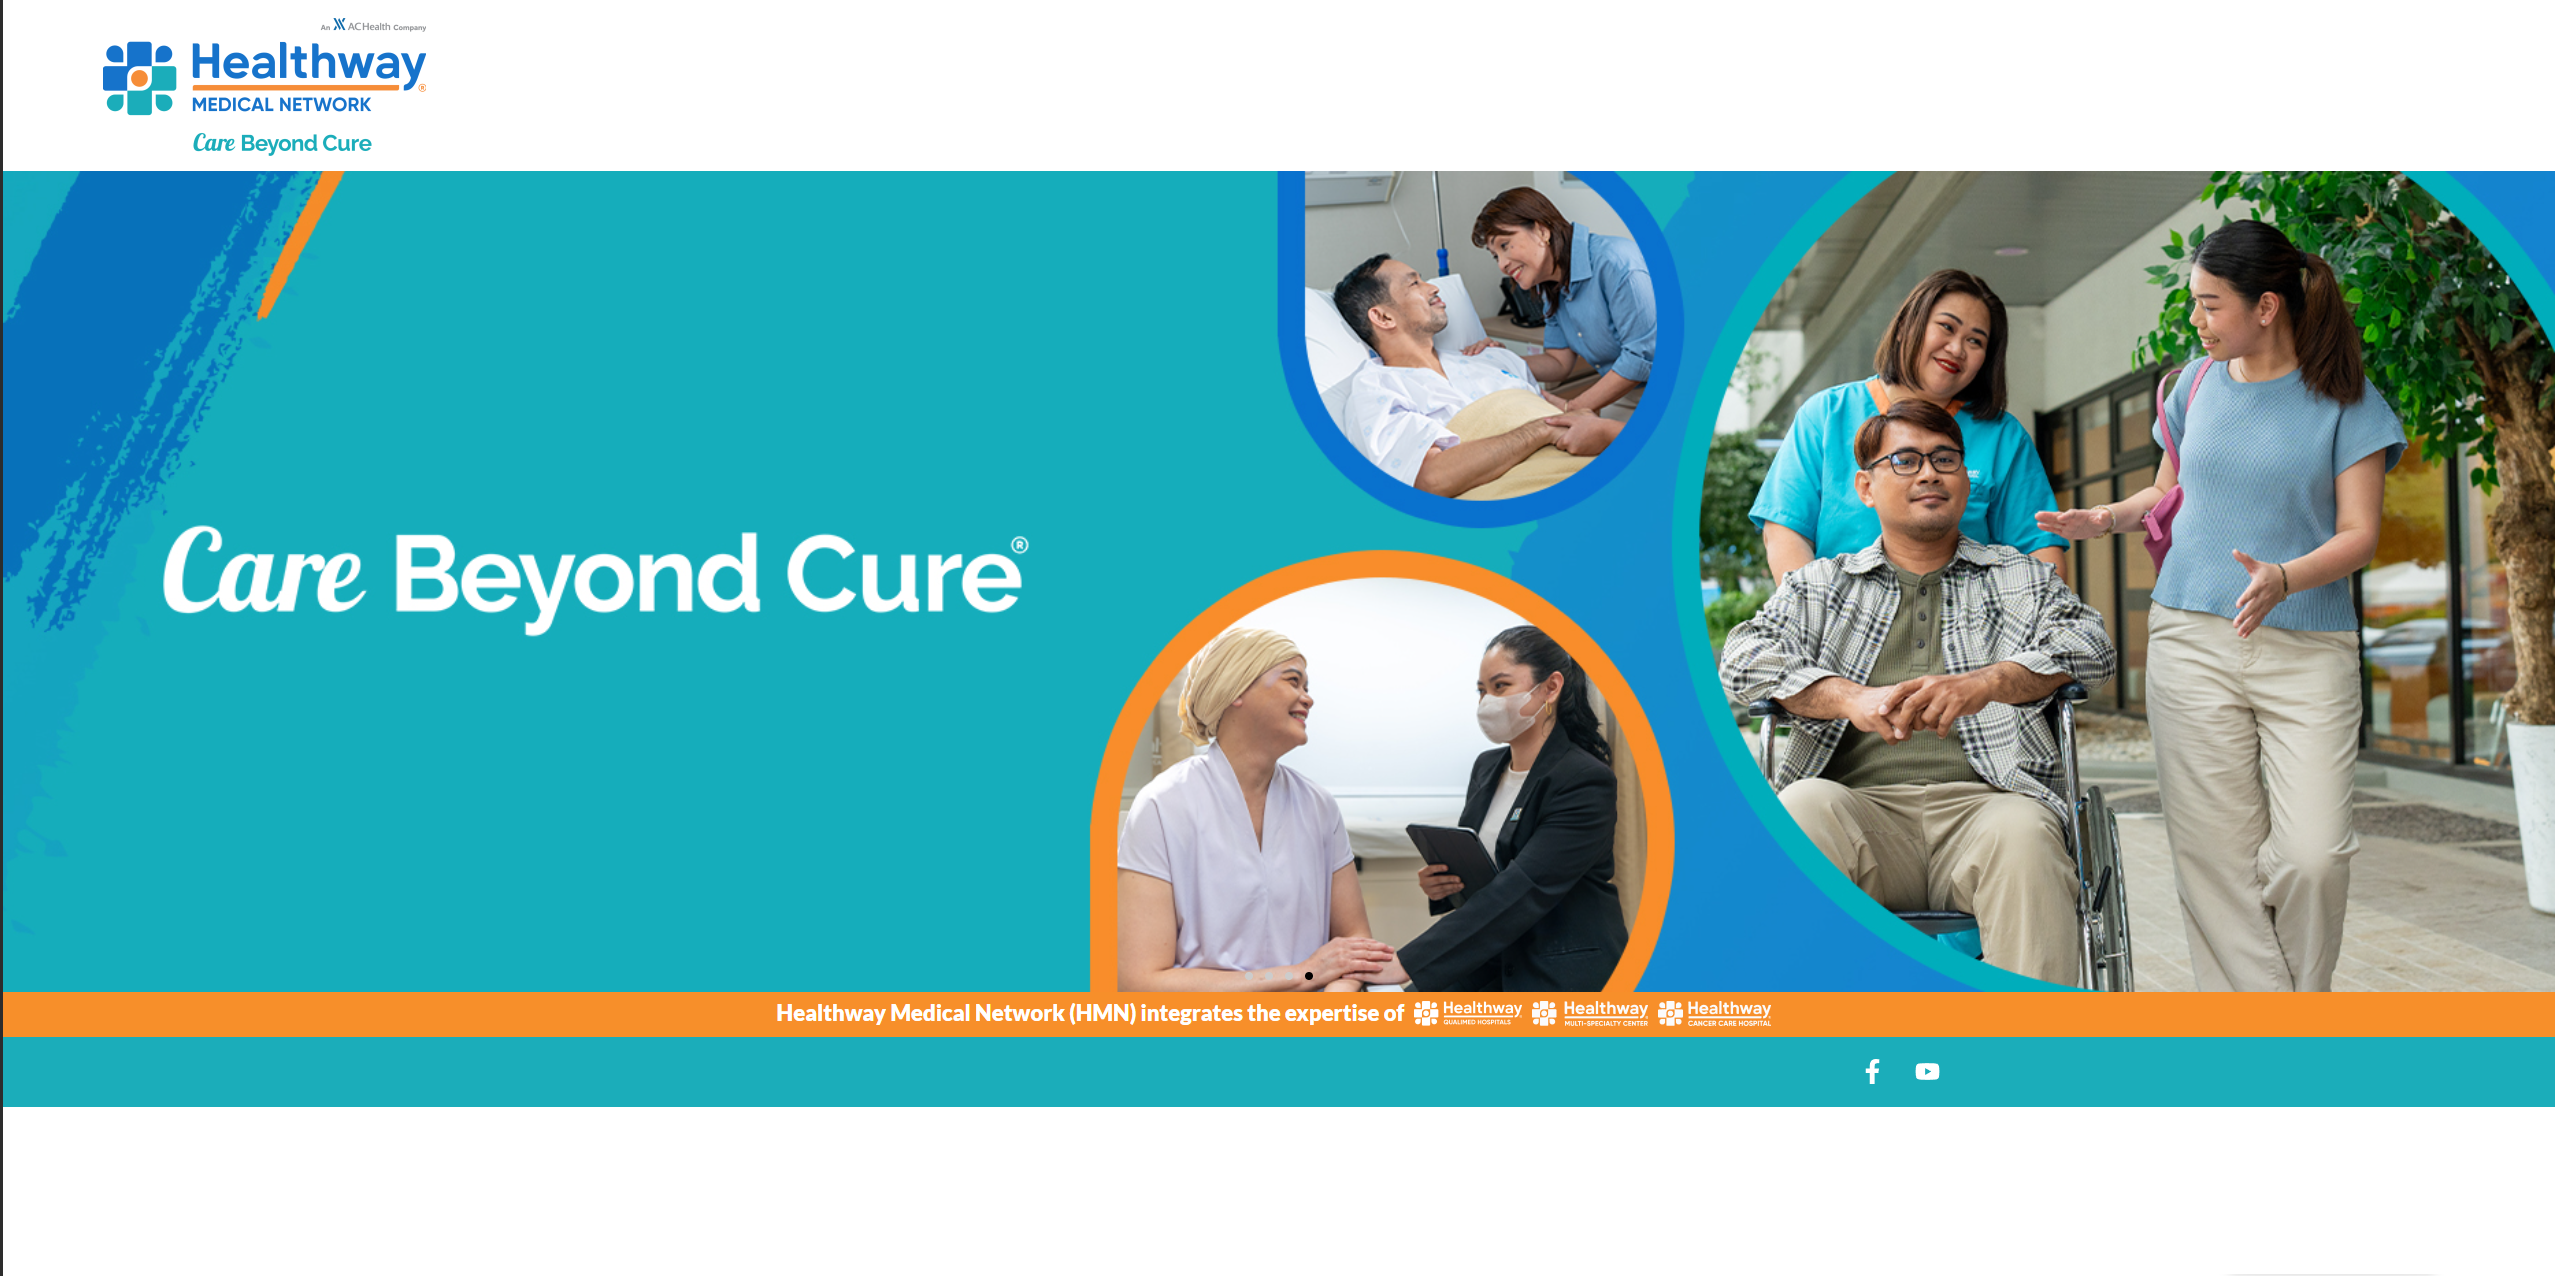 An AC Health Company
Healthway®
MEDICAL NETWORK
Care Beyond Cure
Care Beyond Cure®
Healthway Medical Network (HMN) integrates the expertise of
Healthway
QUALIMED HOSPITALS
Healthway
MULTI-SPECIALTY CENTER
Healthway
CANCER CARE HOSPITAL